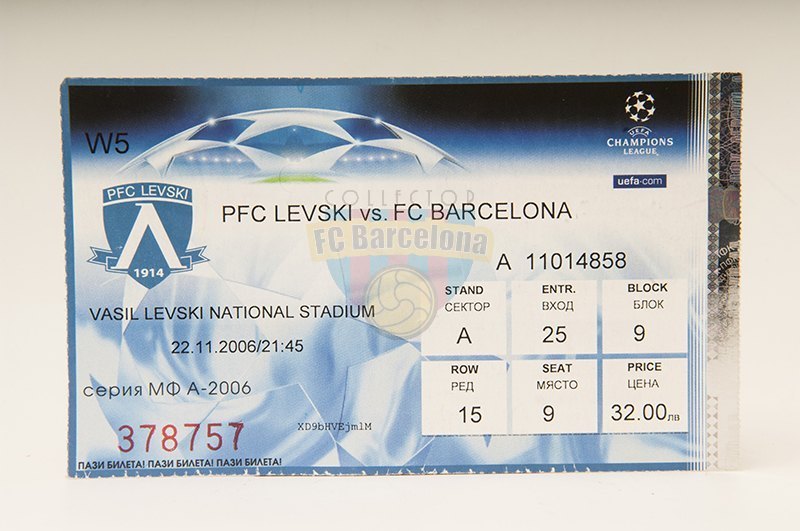 W5
PFC LEVSKI
1914
UEFA
CHAMPIONS
LEAGUE
uefa.com
COLLECTOR
FC Barcelona
PFC LEVSKI vs. FC BARCELONA
A 11014858
VASIL LEVSKI NATIONAL STADIUM
22.11.2006/21:45
серия МФ А-2006
378757
XD9bHVEjm1M
ПАЗИ БИЛЕТА! ПАЗИ БИЛЕТА! ПАЗИ БИЛЕТА!
STAND ENTR. BLOCK
СЕКТОР ВХОД БЛОК
A 25 9
ROW SEAT PRICE
РЕД МЯСТО ЦЕНА
15 9 32.00лв